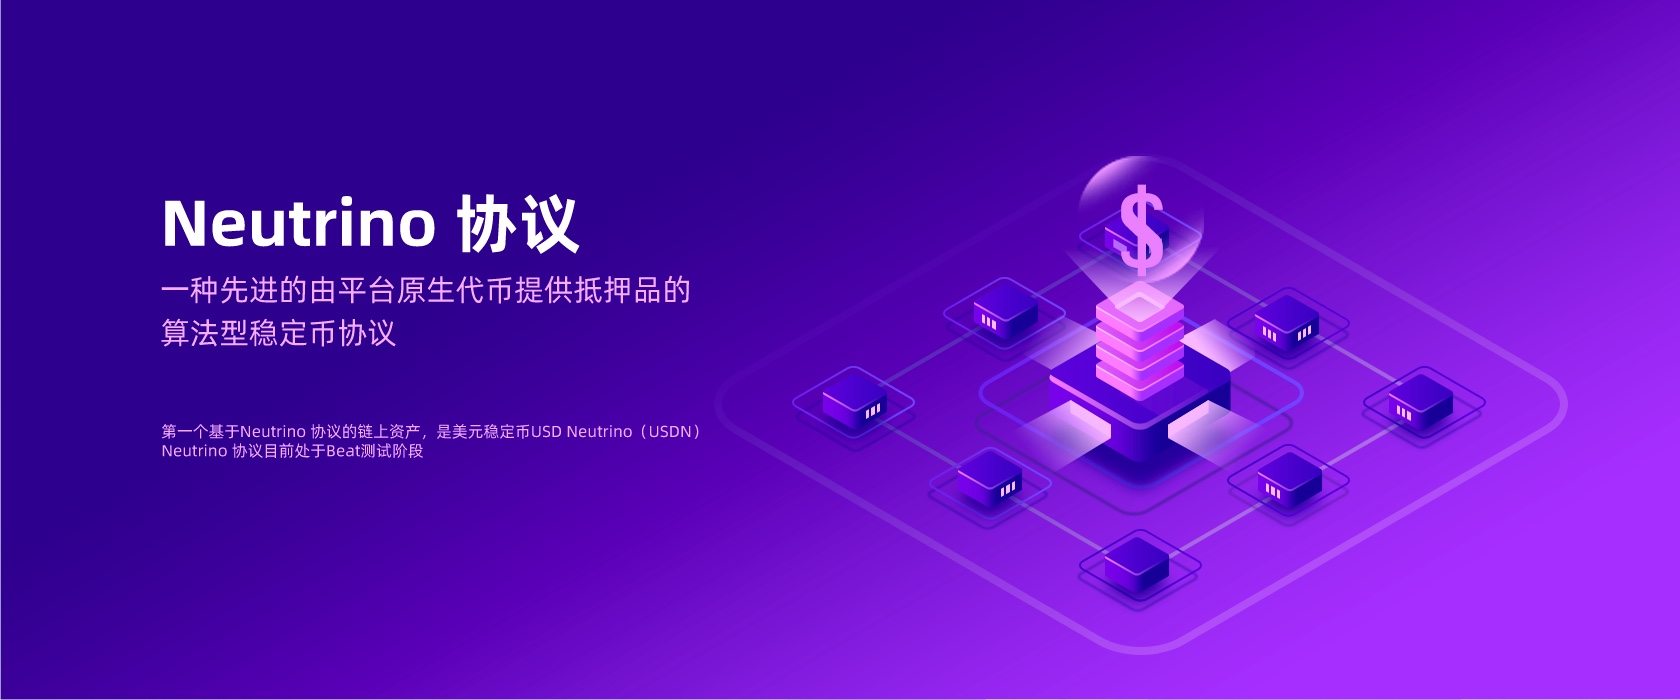 Neutrino 协议
一种先进的由平台原生代币提供抵押品的
算法型稳定币协议
第一个基于Neutrino 协议的链上资产，是美元稳定币USD Neutrino（USDN）
Neutrino 协议目前处于Beat测试阶段
$